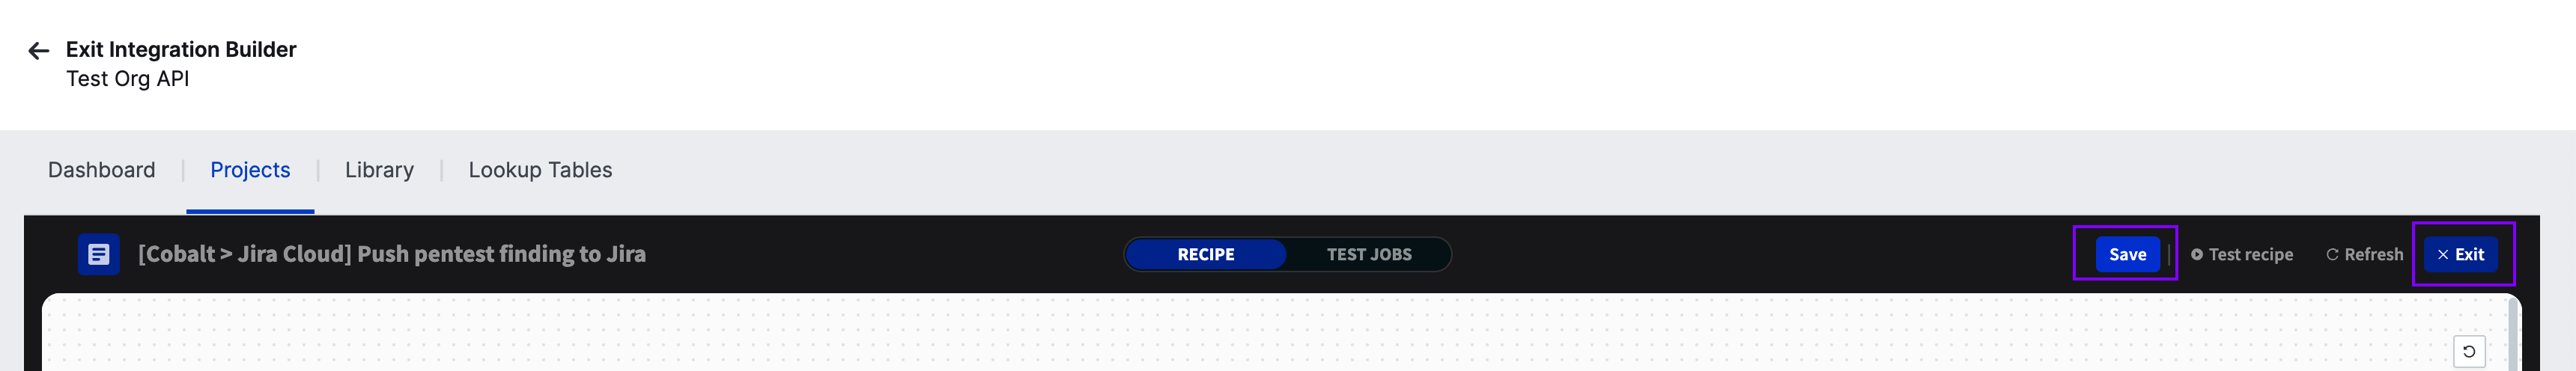 Exit Integration Builder
Test Org API
Dashboard | Projects | Library | Lookup Tables
[Cobalt > Jira Cloud] Push pentest finding to Jira RECIPE TEST JOBS Save | Test recipe Refresh × Exit